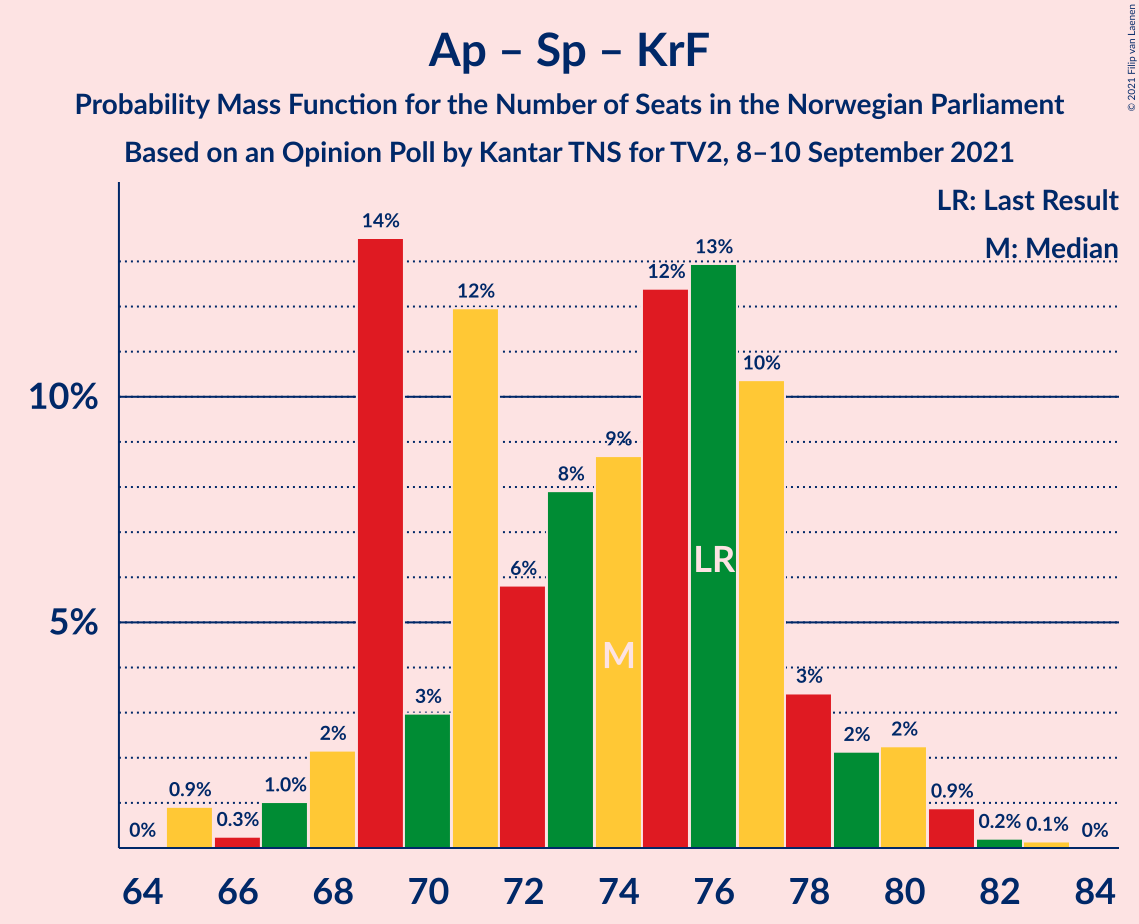 © 2021 Filip van Laenen
Ap – Sp – KrF
Probability Mass Function for the Number of Seats in the Norwegian Parliament
Based on an Opinion Poll by Kantar TNS for TV2, 8–10 September 2021
LR: Last Result
M: Median
10%
5%
0%
0.9%
0.3%
1.0%
2%
14%
3%
12%
6%
8%
9%
12%
13%
10%
3%
2%
2%
0.9%
0.2%
0.1%
0%
M
LR
64 66 68 70 72 74 76 78 80 82 84